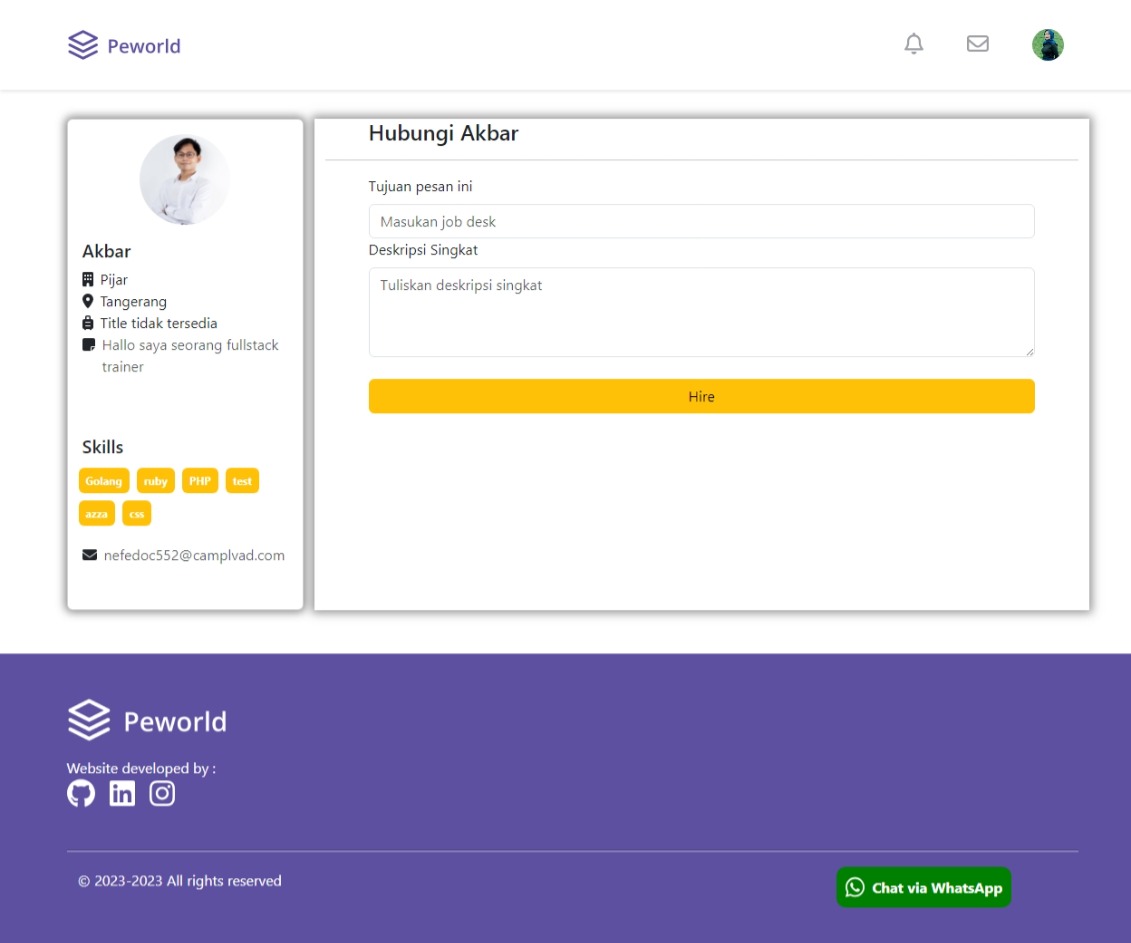 Peworld
Akbar
Pijar
Tangerang
Title tidak tersedia
Hallo saya seorang fullstack
trainer
Skills
Golang ruby PHP test
azza css
nefedoc552@camplvad.com
Hubungi Akbar
Tujuan pesan ini
Masukan job desk
Deskripsi Singkat
Tuliskan deskripsi singkat
Hire
Peworld
Website developed by :
© 2023-2023 All rights reserved
Chat via WhatsApp